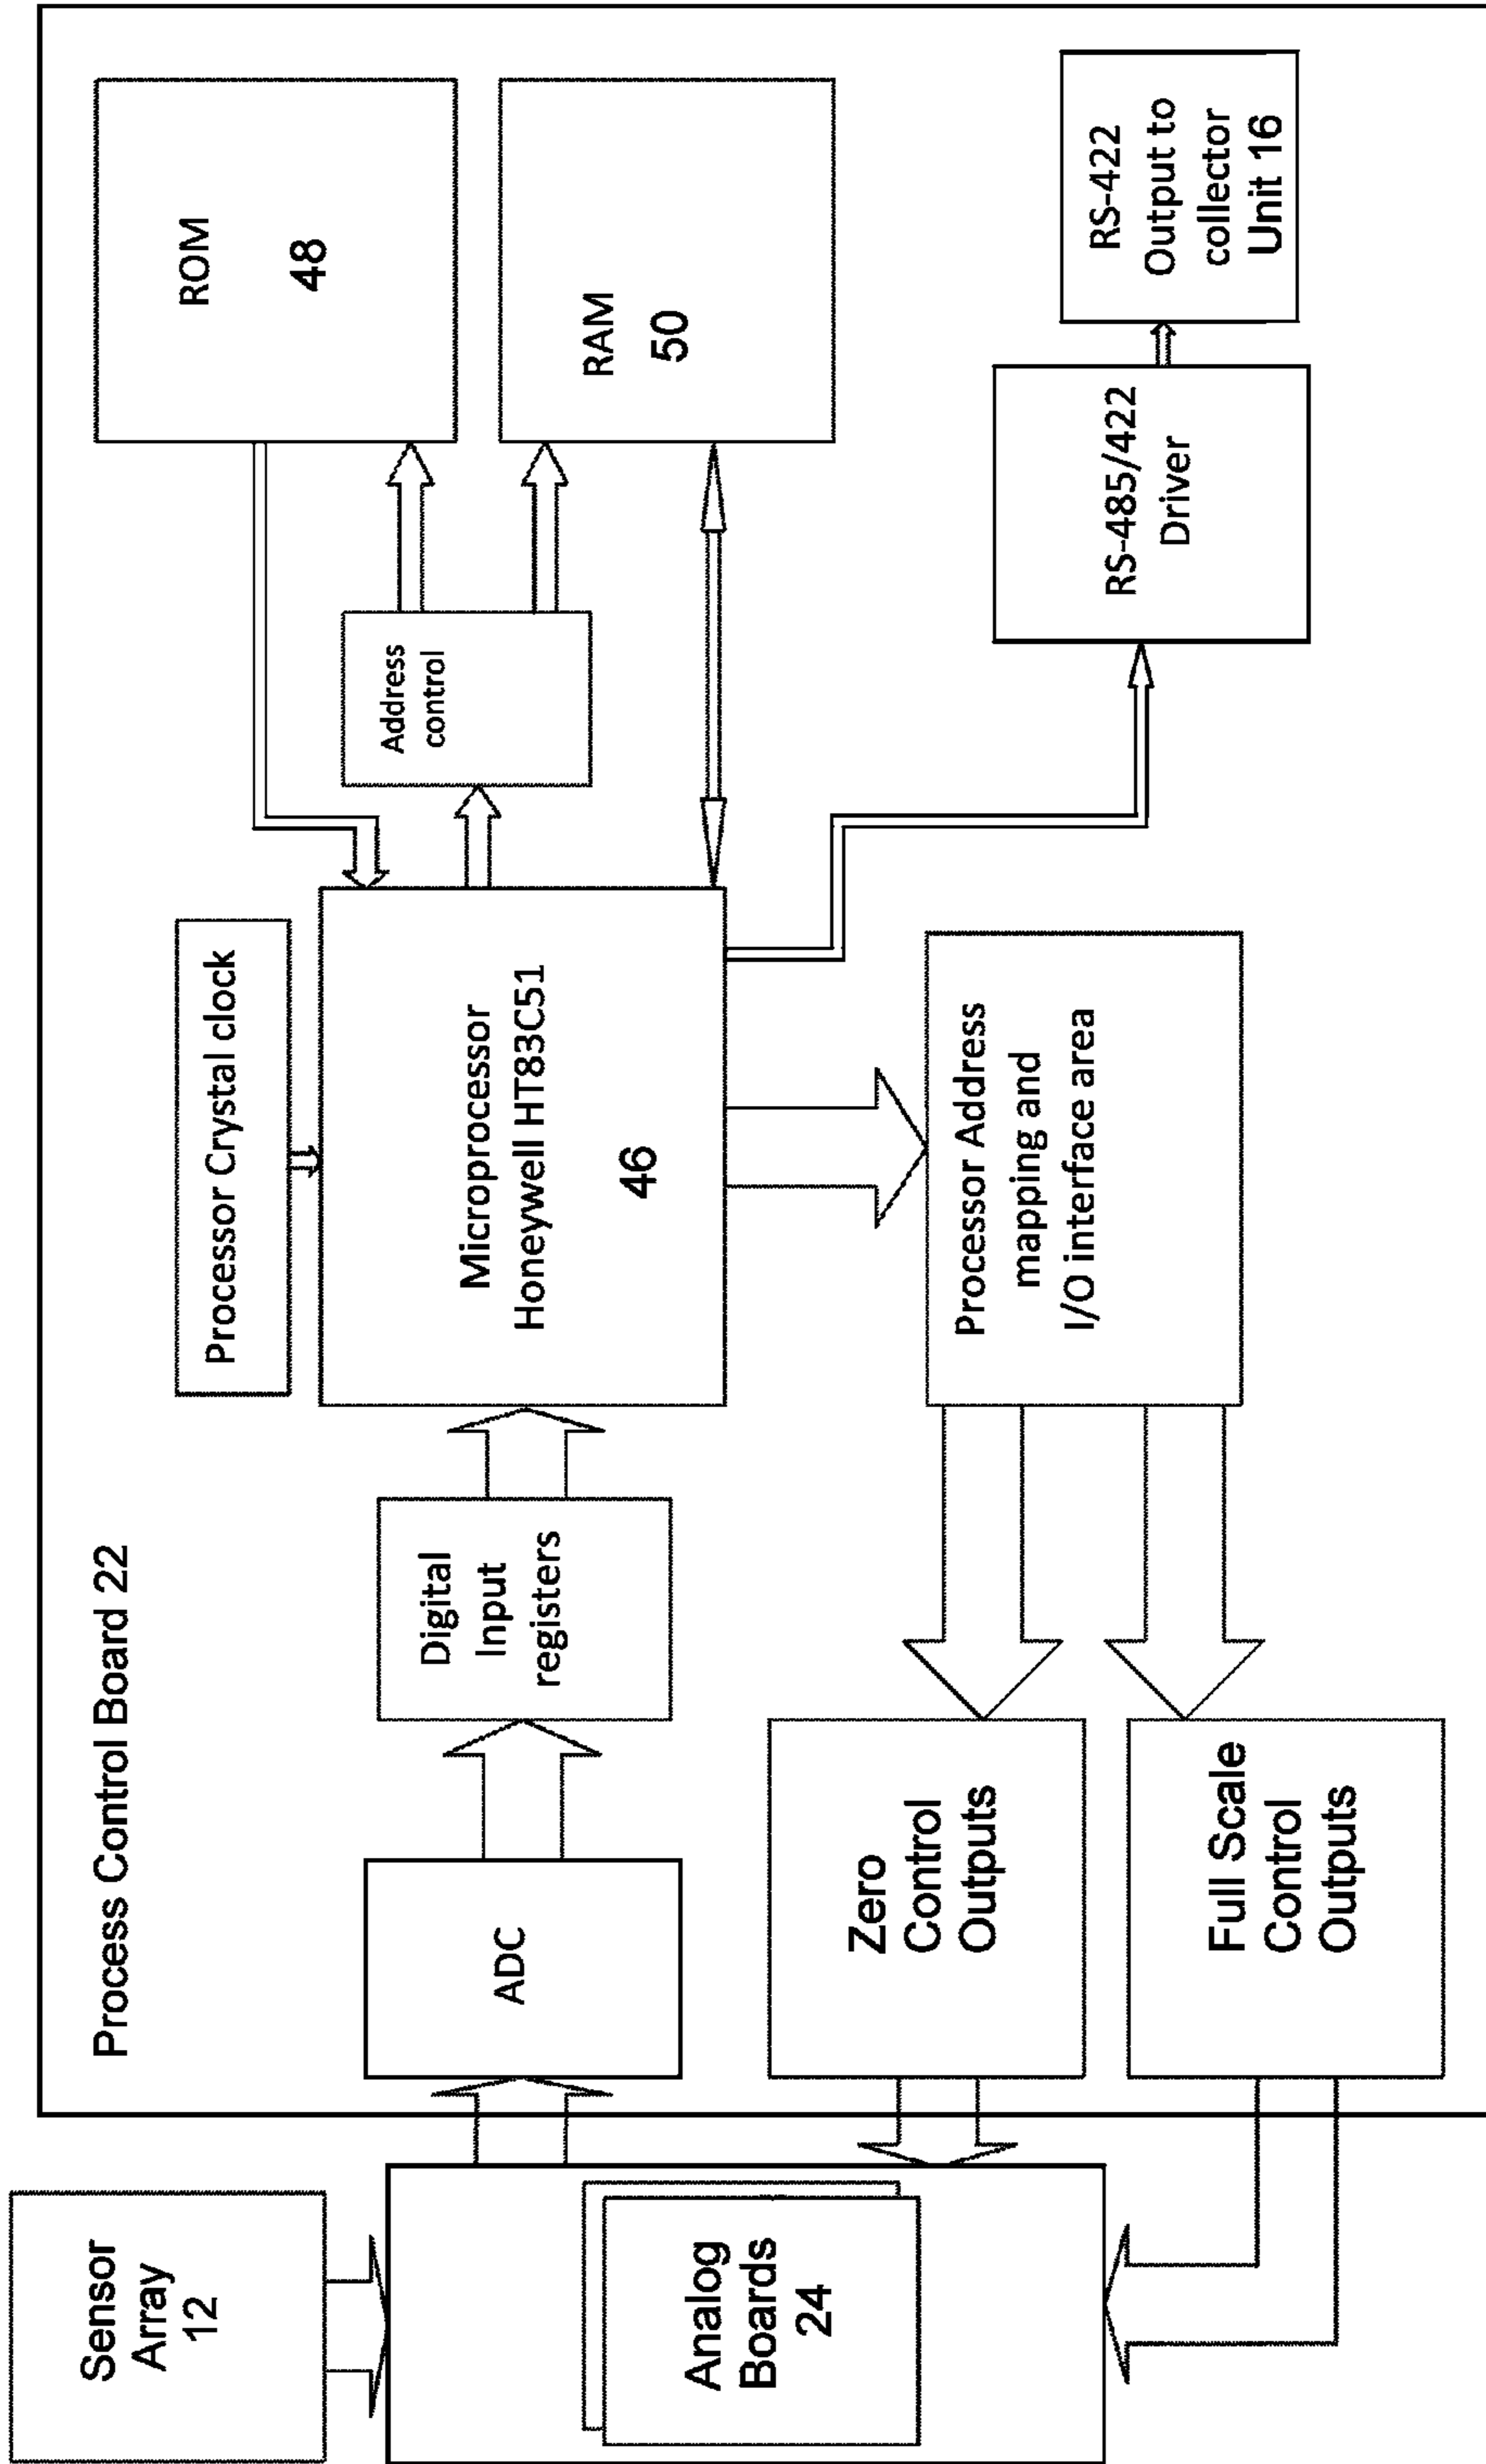 Process Control Board 22
Sensor
Array
12
Analog
Boards
24
ADC
Digital
Input
registers
Processor Crystal clock
Microprocessor
Honeywell HT83C51
46
Address
control
ROM
48
RAM
50
Zero
Control
Outputs
Full Scale
Control
Outputs
Processor Address
mapping and
I/O interface area
RS-485/422
Driver
RS-422
Output to
collector
Unit 16